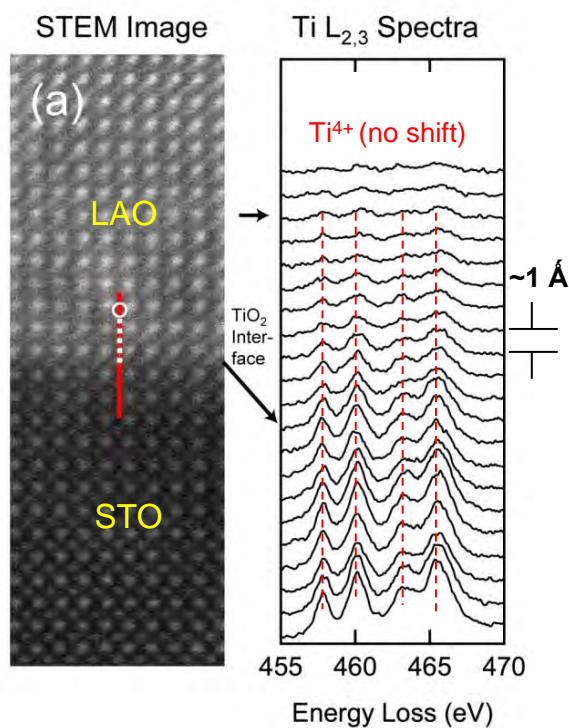 STEM Image
Ti L2,3 Spectra
(a)
Ti4+ (no shift)
LAO
~1 Å
TiO2
Inter-
face
STO
455 460 465 470
Energy Loss (eV)